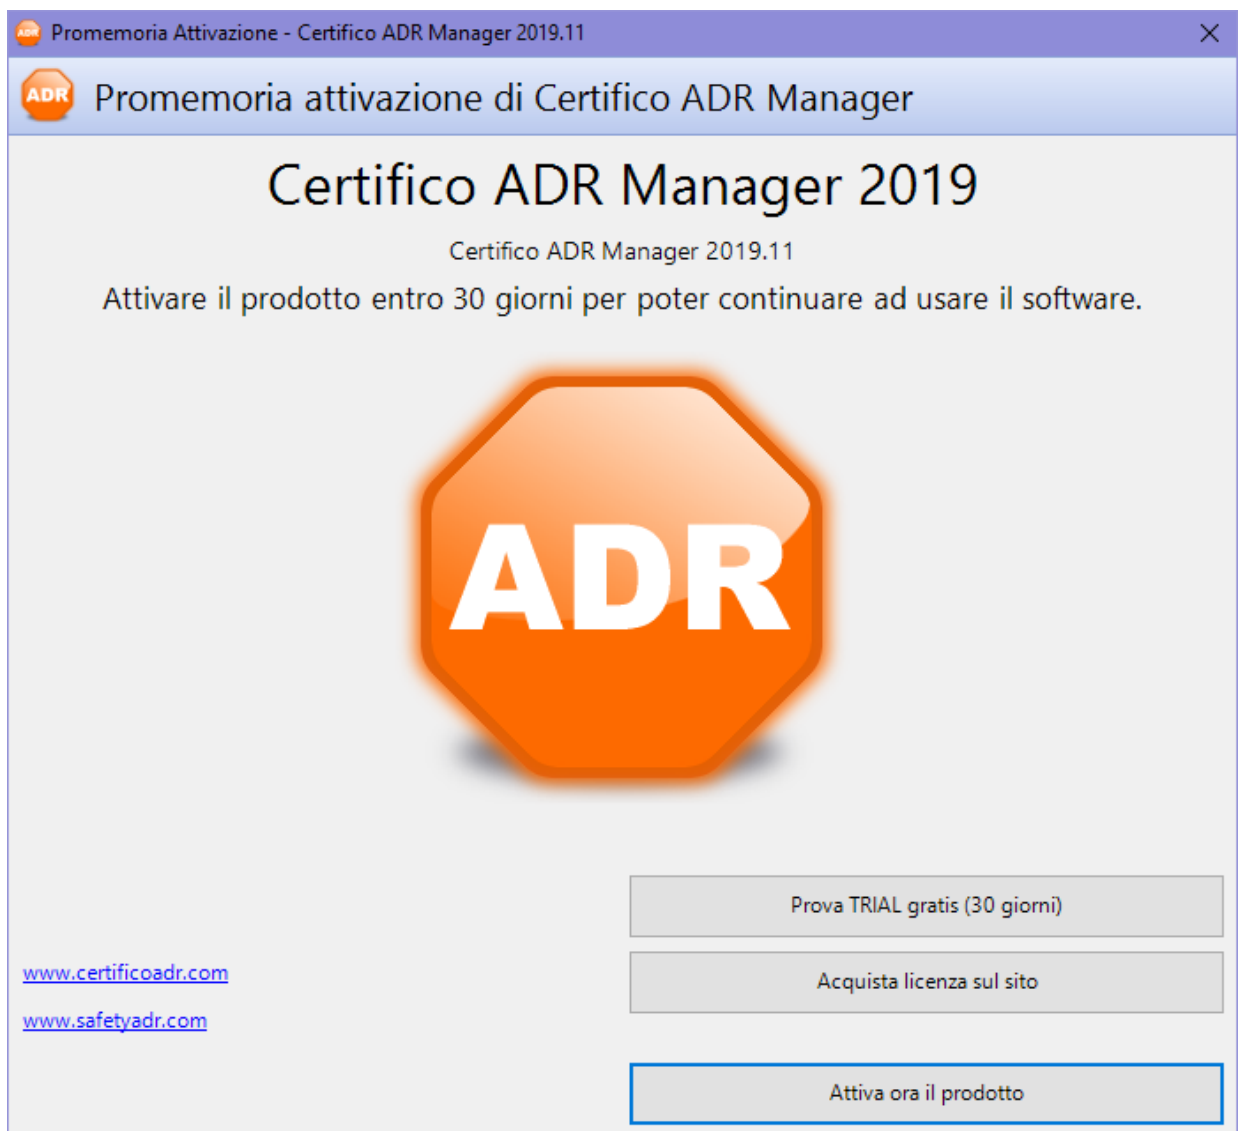 ADR Promemoria Attivazione - Certifico ADR Manager 2019.11
ADR Promemoria attivazione di Certifico ADR Manager
Certifico ADR Manager 2019
Certifico ADR Manager 2019.11
Attivare il prodotto entro 30 giorni per poter continuare ad usare il software.
ADR
Prova TRIAL gratis (30 giorni)
www.certificoadr.com
Acquista licenza sul sito
www.safetyadr.com
Attiva ora il prodotto